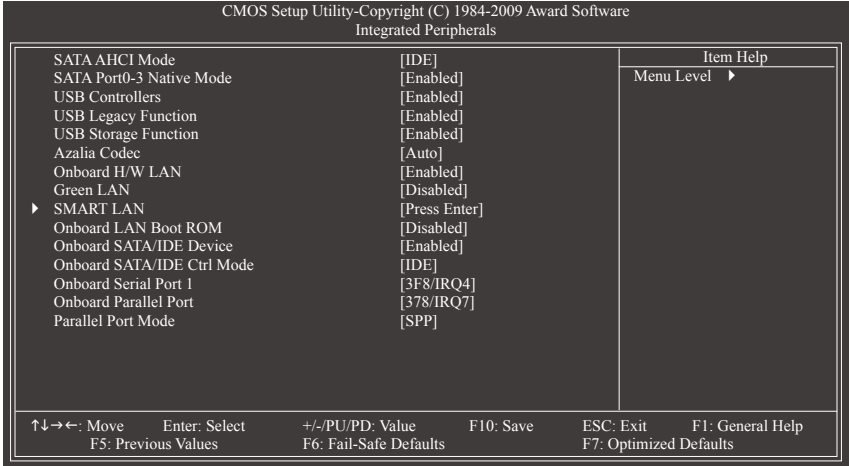 CMOS Setup Utility-Copyright (C) 1984-2009 Award Software
Integrated Peripherals
SATA AHCI Mode [IDE]
SATA Port0-3 Native Mode [Enabled]
USB Controllers [Enabled]
USB Legacy Function [Enabled]
USB Storage Function [Enabled]
Azalia Codec [Auto]
Onboard H/W LAN [Enabled]
Green LAN [Disabled]
SMART LAN [Press Enter]
Onboard LAN Boot ROM [Disabled]
Onboard SATA/IDE Device [Enabled]
Onboard SATA/IDE Ctrl Mode [IDE]
Onboard Serial Port 1 [3F8/IRQ4]
Onboard Parallel Port [378/IRQ7]
Parallel Port Mode [SPP]
Item Help
Menu Level
↑↓→←: Move Enter: Select +/-/PU/PD: Value F10: Save ESC: Exit F1: General Help
F5: Previous Values F6: Fail-Safe Defaults F7: Optimized Defaults